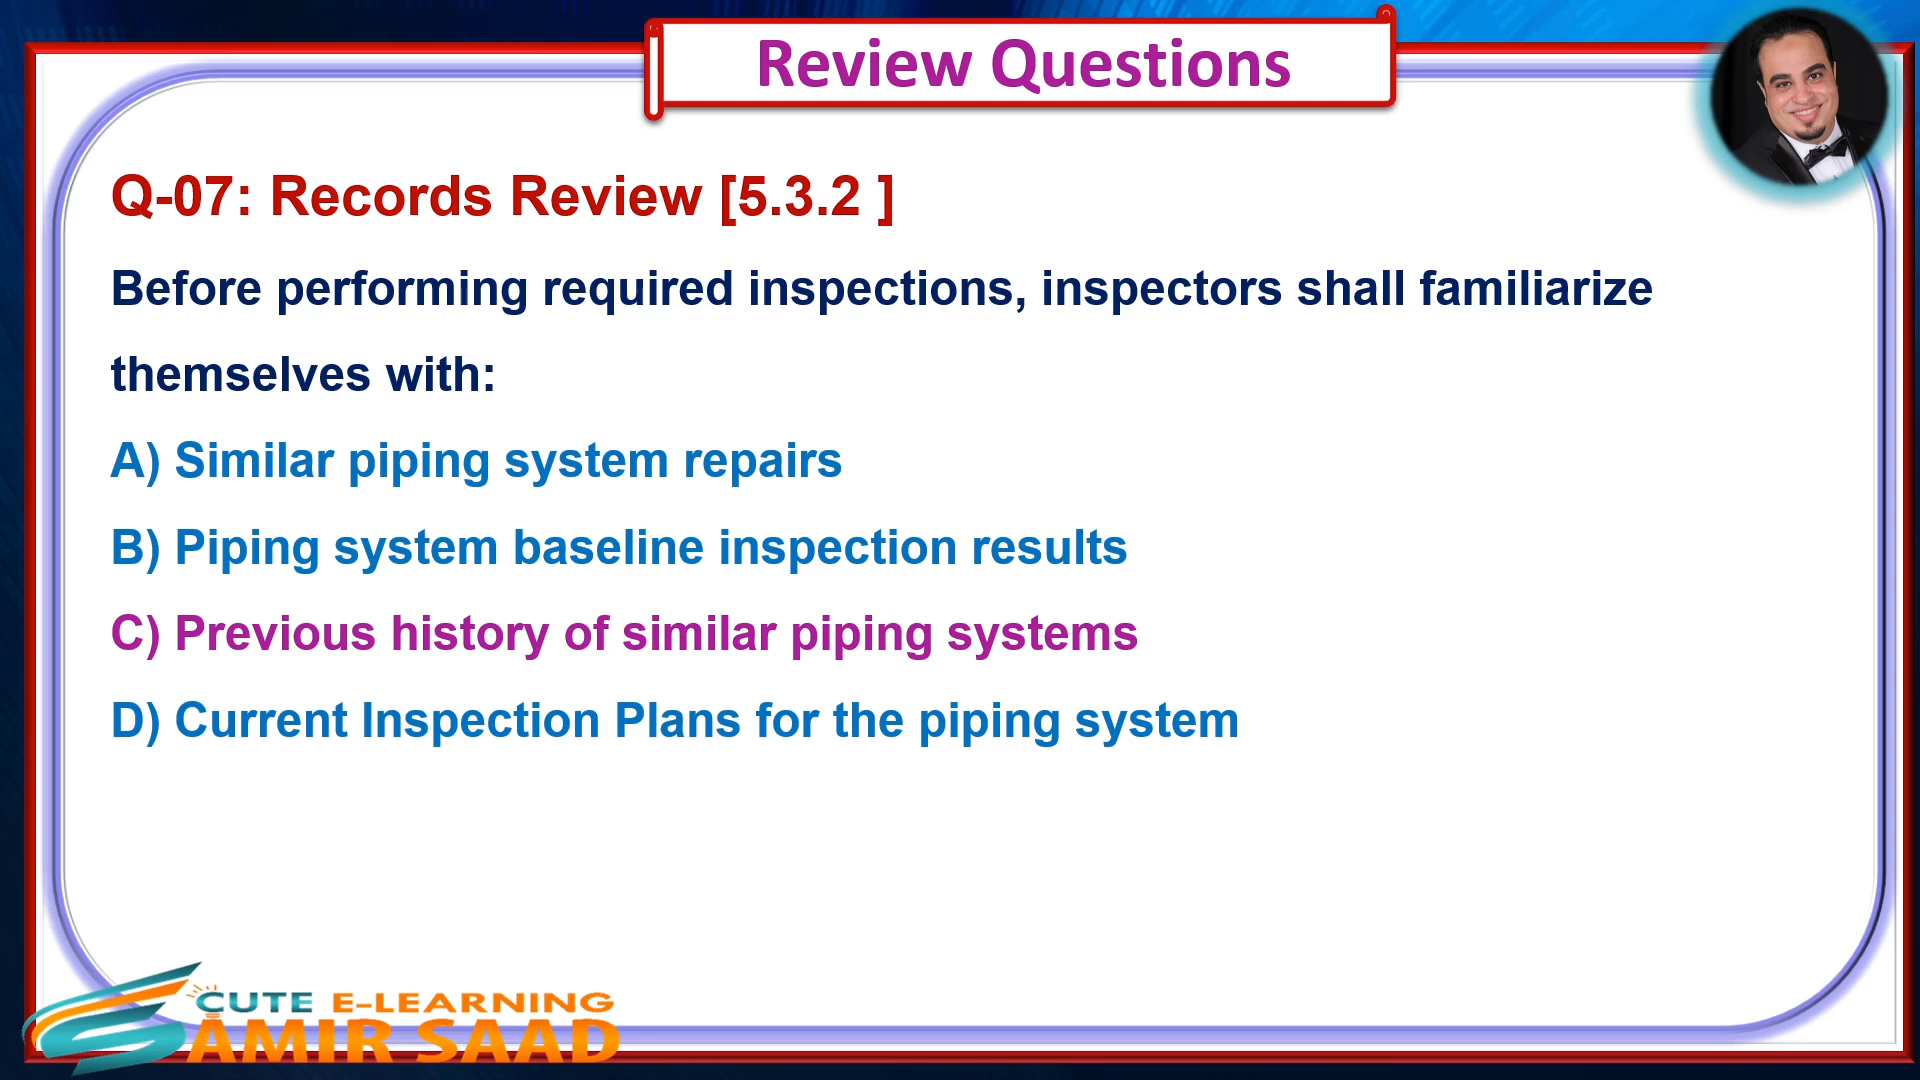 Review Questions
Q-07: Records Review [5.3.2 ]
Before performing required inspections, inspectors shall familiarize
themselves with:
A) Similar piping system repairs
B) Piping system baseline inspection results
C) Previous history of similar piping systems
D) Current Inspection Plans for the piping system
CUTE E-LEARNING
AMIR SAAD